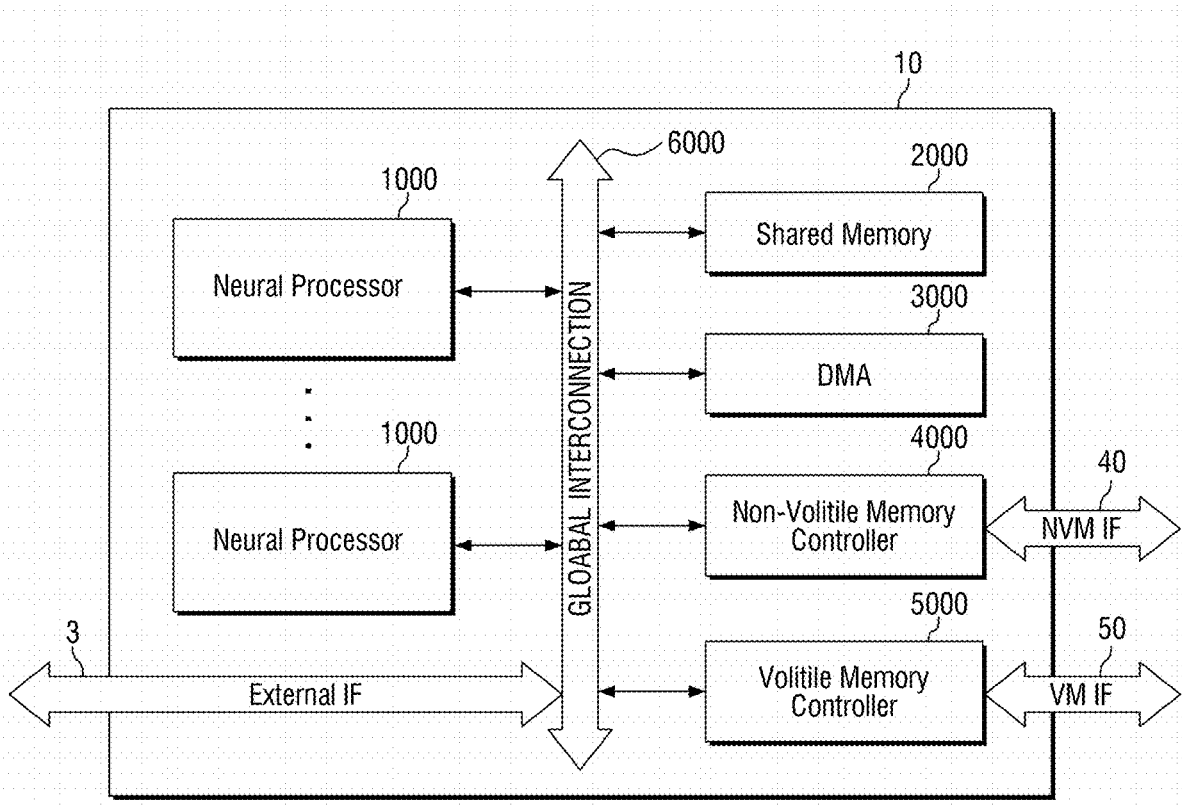 10
6000
1000
Neural Processor
2000
Shared Memory
3000
DMA
1000
Neural Processor
GLOABAL INTERCONNECTION
4000
Non-Volitile Memory
Controller
40
NVM IF
3
External IF
5000
Volitile Memory
Controller
50
VM IF